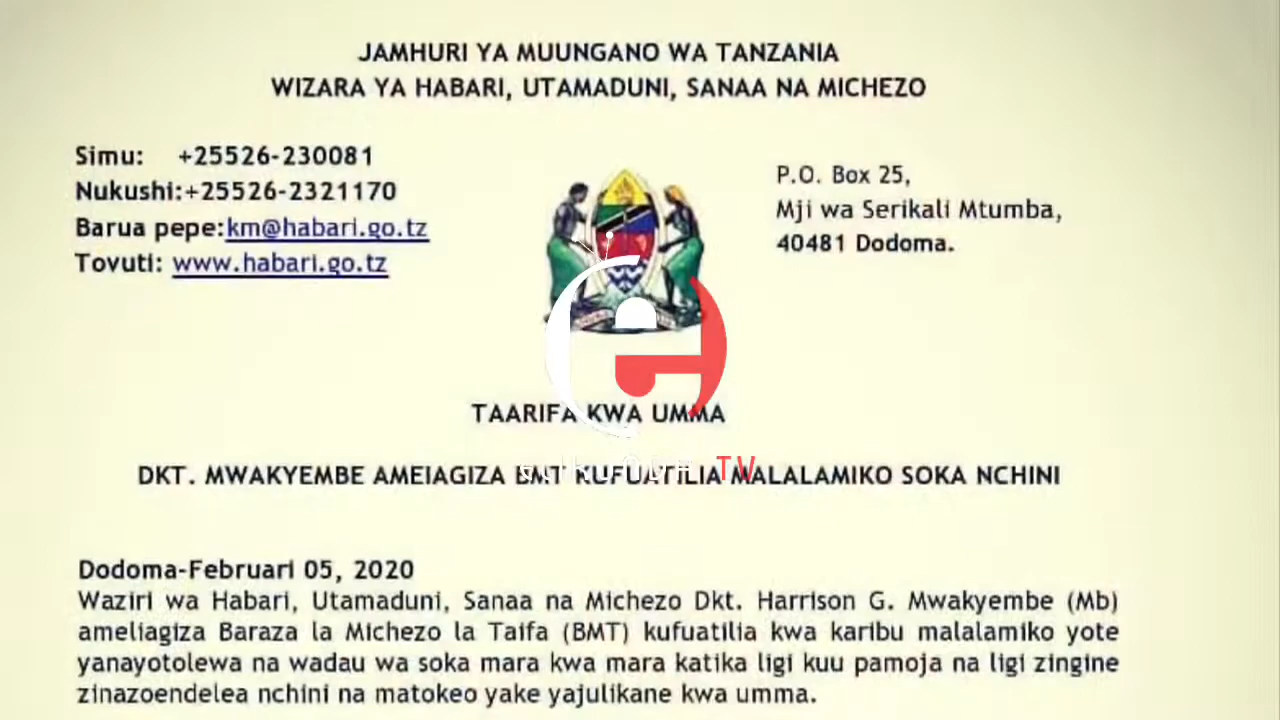 JAMHURI YA MUUNGANO WA TANZANIA
WIZARA YA HABARI, UTAMADUNI, SANAA NA MICHEZO
Simu: +25526-230081
Nukushi:+25526-2321170
Barua pepe:km@habari.go.tz
Tovuti: www.habari.go.tz
P.O. Box 25,
Mji wa Serikali Mtumba,
40481 Dodoma.
TAARIFA KWA UMMA
TV
DKT. MWAKYEMBE AMEIAGIZA BMT KUFUATILIA MALALAMIKO SOKA NCHINI
Dodoma-Februari 05, 2020
Waziri wa Habari, Utamaduni, Sanaa na Michezo Dkt. Harrison G. Mwakyembe (Mb)
ameliagiza Baraza la Michezo la Taifa (BMT) kufuatilia kwa karibu malalamiko yote
yanayotolewa na wadau wa soka mara kwa mara katika ligi kuu pamoja na ligi zingine
zinazoendelea nchini na matokeo yake yajulikane kwa umma.